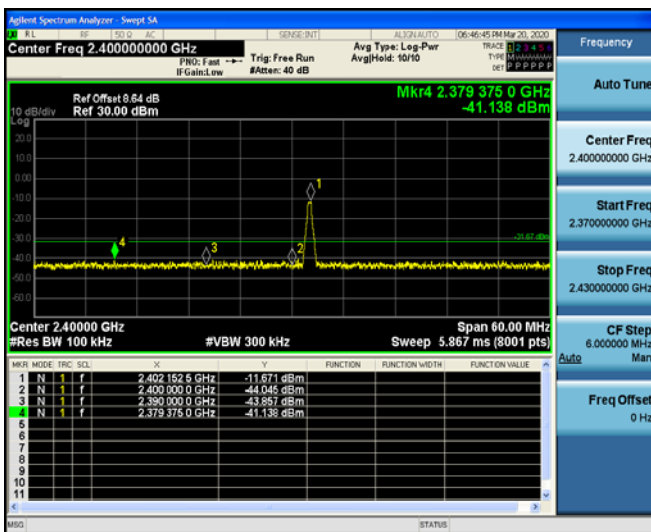 Agilent Spectrum Analyzer - Swept SA
RL RF 50 Ω AC SENSE:INT ALIGN AUTO 06:46:45 PM Mar 20, 2020
Center Freq 2.400000000 GHz
PNO: Fast
IFGain:Low
Trig: Free Run
#Atten: 40 dB
Avg Type: Log-Pwr
Avg|Hold: 10/10
TRACE 1 2 3 4 5 6
TYPE M
DET P P P P P P
Ref Offset 8.64 dB
Ref 30.00 dBm
10 dB/div
Log
Mkr4 2.379 375 0 GHz
-41.138 dBm
20.0
10.0
0.00
-10.0
-20.0
-30.0
-40.0
-50.0
-60.0
1
2
3
4
-31.67 dBm
Center 2.40000 GHz
Span 60.00 MHz
#Res BW 100 kHz #VBW 300 kHz Sweep 5.867 ms (8001 pts)
MKR MODE TRC SCL X Y FUNCTION FUNCTION WIDTH FUNCTION VALUE
1 N 1 f 2.402 152 5 GHz -11.671 dBm
2 N 1 f 2.400 000 0 GHz -44.045 dBm
3 N 1 f 2.390 000 0 GHz -43.857 dBm
4 N 1 f 2.379 375 0 GHz -41.138 dBm
5
6
7
8
9
10
11
MSG STATUS
Frequency
Auto Tune
Center Freq
2.400000000 GHz
Start Freq
2.370000000 GHz
Stop Freq
2.430000000 GHz
CF Step
6.000000 MHz
Auto Man
Freq Offset
0 Hz